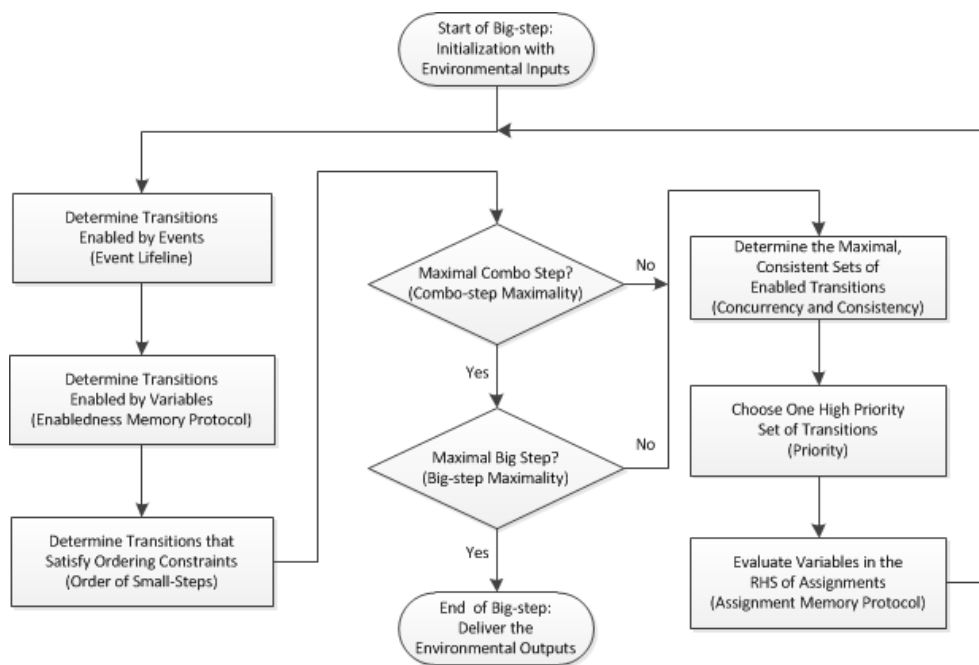 Start of Big-step:
Initialization with
Environmental Inputs
Determine Transitions
Enabled by Events
(Event Lifeline)
Determine Transitions
Enabled by Variables
(Enabledness Memory Protocol)
Determine Transitions that
Satisfy Ordering Constraints
(Order of Small-Steps)
Maximal Combo Step?
(Combo-step Maximality)
No
Yes
Maximal Big Step?
(Big-step Maximality)
No
Yes
End of Big-step:
Deliver the
Environmental Outputs
Determine the Maximal,
Consistent Sets of
Enabled Transitions
(Concurrency and Consistency)
Choose One High Priority
Set of Transitions
(Priority)
Evaluate Variables in the
RHS of Assignments
(Assignment Memory Protocol)